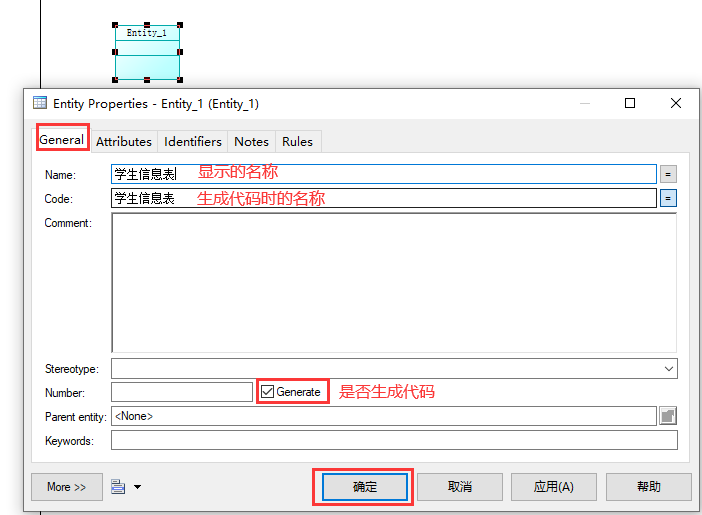 Entity_1
Entity Properties - Entity_1 (Entity_1)
General Attributes Identifiers Notes Rules
Name: 学生信息表 显示的名称 =
Code: 学生信息表 生成代码时的名称 =
Comment:
Stereotype:
Number: Generate 是否生成代码
Parent entity: <None>
Keywords:
More >> 确定 取消 应用(A) 帮助